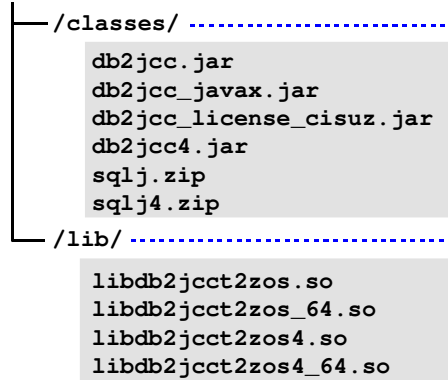 /classes/
db2jcc.jar
db2jcc_javax.jar
db2jcc_license_cisuz.jar
db2jcc4.jar
sqlj.zip
sqlj4.zip
/lib/
libdb2jcct2zos.so
libdb2jcct2zos_64.so
libdb2jcct2zos4.so
libdb2jcct2zos4_64.so